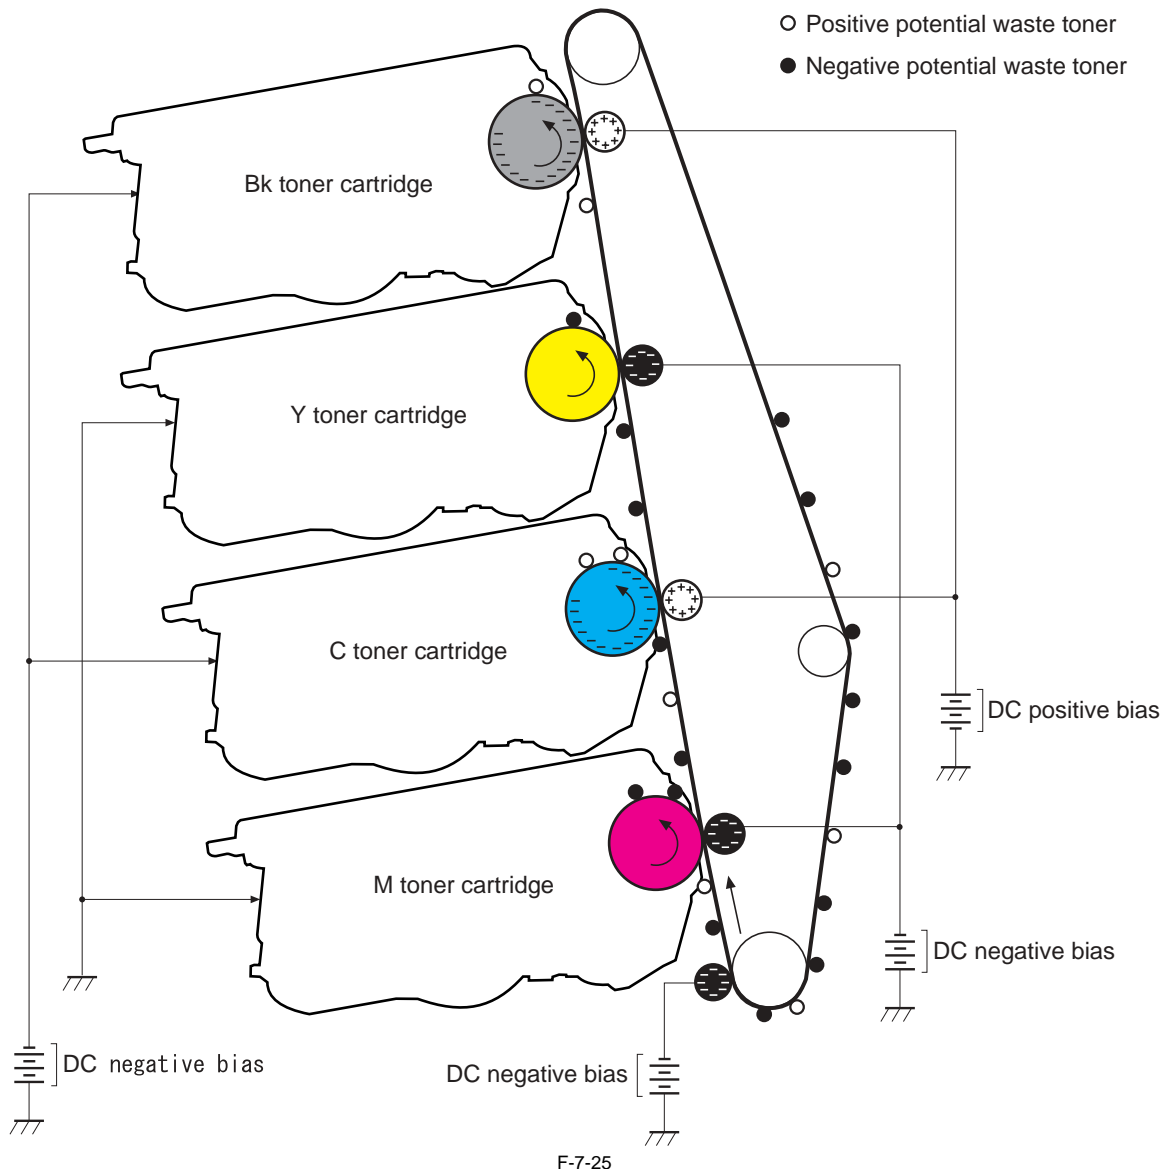 Positive potential waste toner
Negative potential waste toner
Bk toner cartridge
Y toner cartridge
C toner cartridge
DC positive bias
M toner cartridge
DC negative bias
DC negative bias
DC negative bias
F-7-25